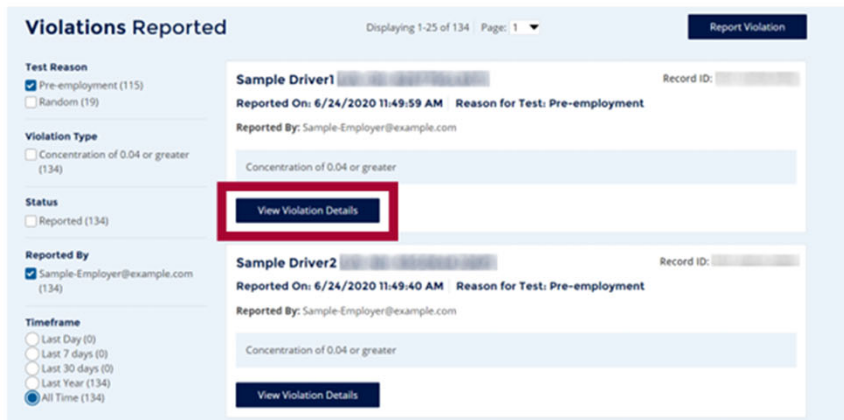 Violations Reported
Displaying 1-25 of 134 Page: 1
Report Violation
Test Reason
Pre-employment (115)
Random (19)
Violation Type
Concentration of 0.04 or greater
(134)
Status
Reported (134)
Reported By
Sample-Employer@example.com
(134)
Timeframe
Last Day (0)
Last 7 days (0)
Last 30 days (0)
Last Year (134)
All Time (134)
Sample Driver1
Record ID:
Reported On: 6/24/2020 11:49:59 AM Reason for Test: Pre-employment
Reported By: Sample-Employer@example.com
Concentration of 0.04 or greater
View Violation Details
Sample Driver2
Record ID:
Reported On: 6/24/2020 11:49:40 AM Reason for Test: Pre-employment
Reported By: Sample-Employer@example.com
Concentration of 0.04 or greater
View Violation Details